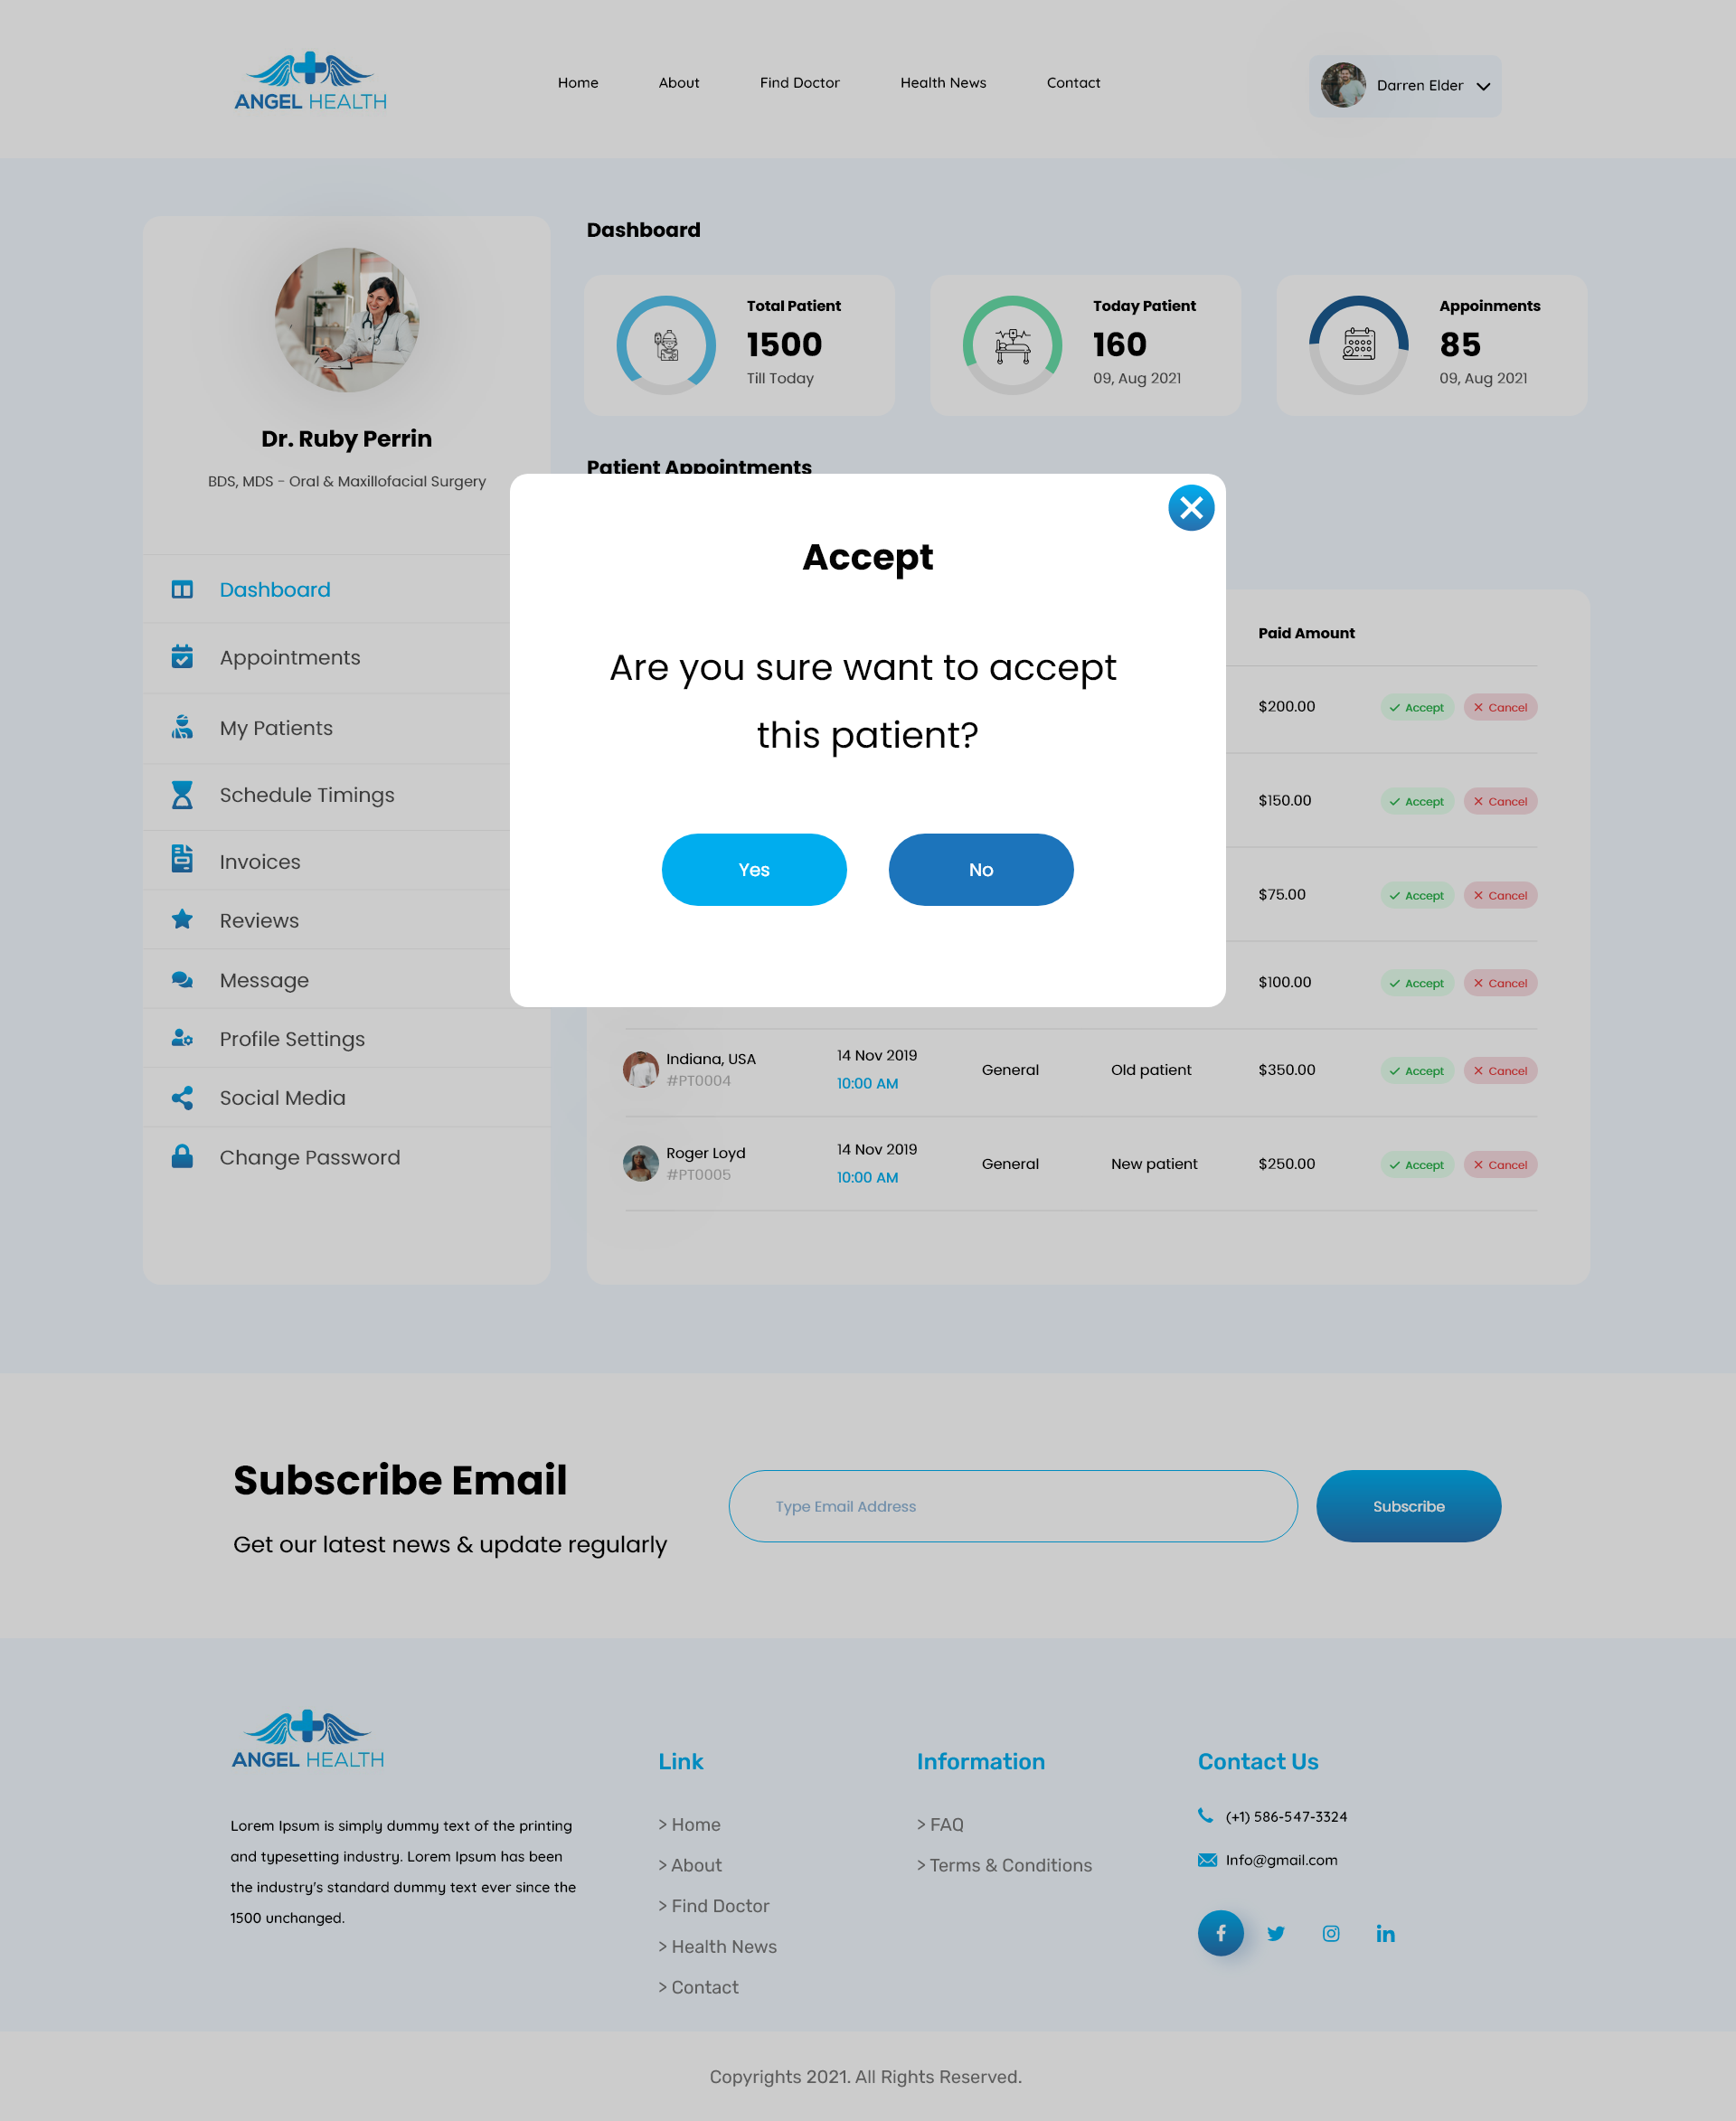 ANGEL HEALTH
Home
About
Find Doctor
Health News
Contact
Darren Elder
Dr. Ruby Perrin
BDS, MDS - Oral & Maxillofacial Surgery
Dashboard
Appointments
My Patients
Schedule Timings
Invoices
Reviews
Message
Profile Settings
Social Media
Change Password
Dashboard
Total Patient
1500
Till Today
Today Patient
160
09, Aug 2021
Appoinments
85
09, Aug 2021
Patient Appointments
Accept
Are you sure want to accept
this patient?
Yes
No
Paid Amount
$200.00
Accept
Cancel
$150.00
Accept
Cancel
$75.00
Accept
Cancel
$100.00
Accept
Cancel
Indiana, USA
#PT0004
14 Nov 2019
10:00 AM
General
Old patient
$350.00
Accept
Cancel
Roger Loyd
#PT0005
14 Nov 2019
10:00 AM
General
New patient
$250.00
Accept
Cancel
Subscribe Email
Get our latest news & update regularly
Type Email Address
Subscribe
ANGEL HEALTH
Lorem Ipsum is simply dummy text of the printing
and typesetting industry. Lorem Ipsum has been
the industry's standard dummy text ever since the
1500 unchanged.
Link
> Home
> About
> Find Doctor
> Health News
> Contact
Information
> FAQ
> Terms & Conditions
Contact Us
(+1) 586-547-3324
Info@gmail.com
Copyrights 2021. All Rights Reserved.